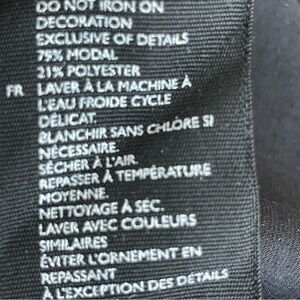 DO NOT IRON ON
DECORATION
EXCLUSIVE OF DETAILS
79% MODAL
21% POLYESTER
FR LAVER À LA MACHINE À
L'EAU FROIDE CYCLE
DÉLICAT.
BLANCHIR SANS CHLÔRE SI
NÉCESSAIRE.
SÉCHER À L'AIR.
REPASSER À TEMPÉRATURE
MOYENNE.
NETTOYAGE À SEC.
LAVER AVEC COULEURS
SIMILAIRES
ÉVITER L'ORNEMENT EN
REPASSANT
À L'EXCEPTION DES DÉTAILS